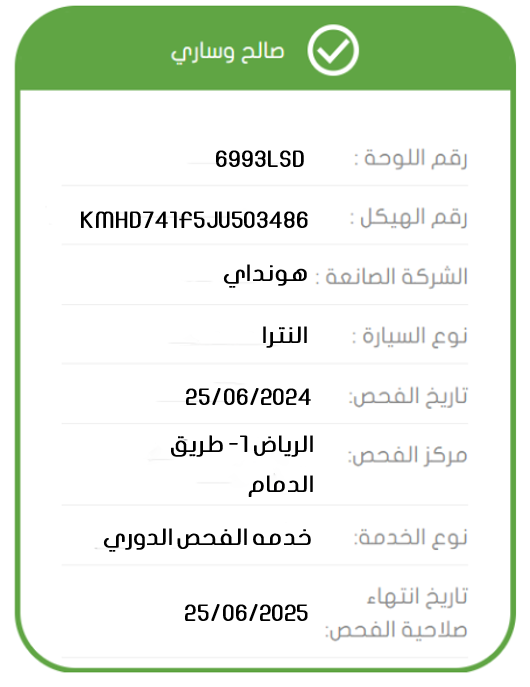 صالح وساري
رقم اللوحة : 6993LSD
رقم الهيكل : KMHD741F5JU503486
الشركة الصانعة : هونداي
نوع السيارة : النترا
تاريخ الفحص: 25/06/2024
مركز الفحص: الرياض 1- طريق
الدمام
نوع الخدمة: خدمه الفحص الدوري
تاريخ انتهاء
صلاحية الفحص: 25/06/2025